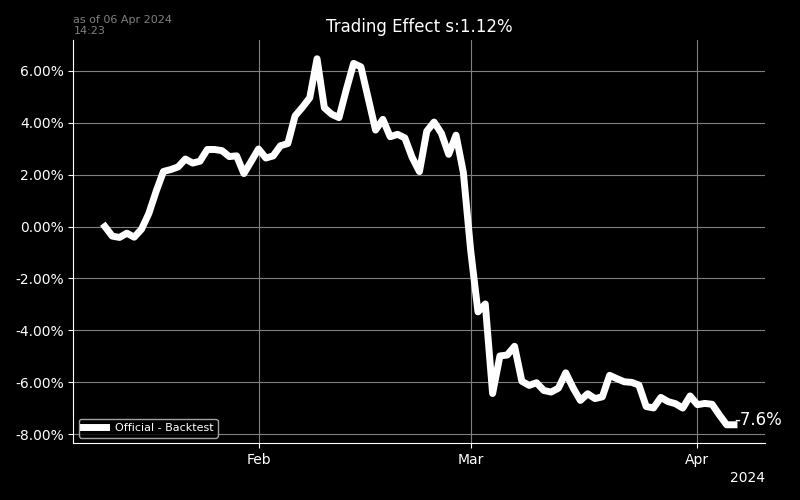 as of 06 Apr 2024
14:23
Trading Effect s:1.12%
6.00%
4.00%
2.00%
0.00%
-2.00%
-4.00%
-6.00%
-8.00%
Official - Backtest
-7.6%
Feb
Mar
Apr
2024